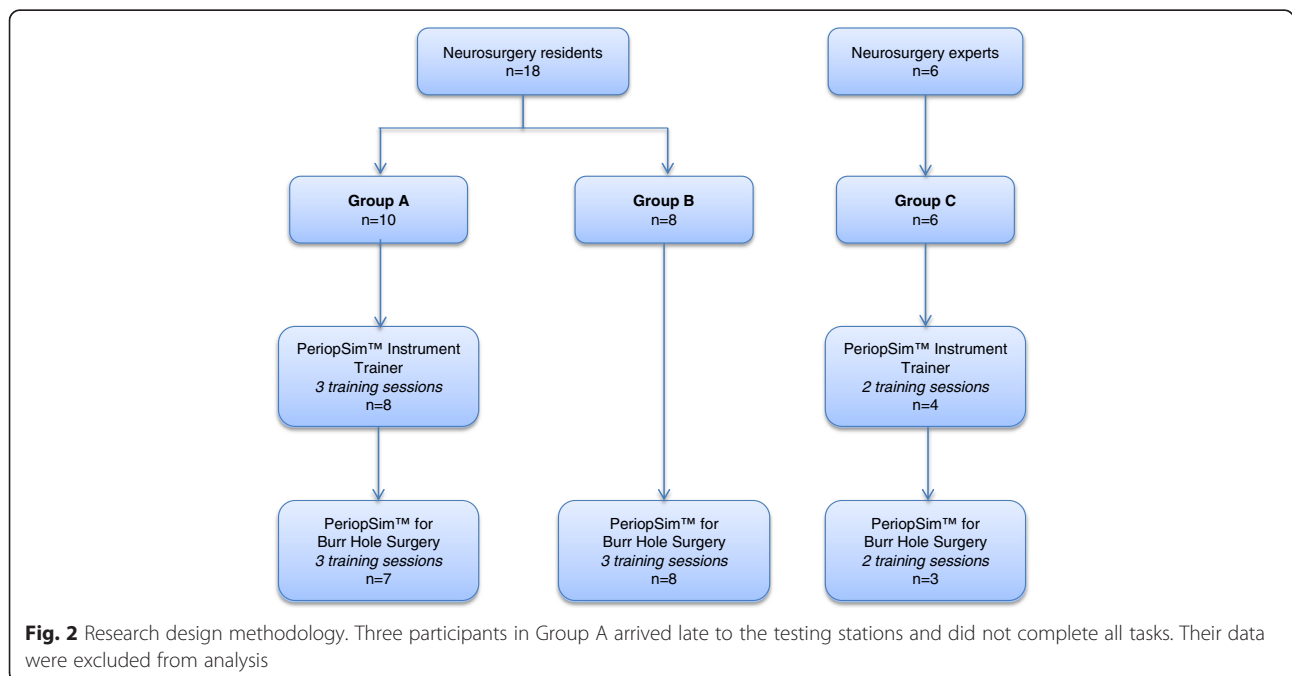 Neurosurgery residents
n=18
Neurosurgery experts
n=6
Group A
n=10
Group B
n=8
Group C
n=6
PeriopSim™ Instrument
Trainer
3 training sessions
n=8
PeriopSim™ Instrument
Trainer
2 training sessions
n=4
PeriopSim™ for
Burr Hole Surgery
3 training sessions
n=7
PeriopSim™ for
Burr Hole Surgery
3 training sessions
n=8
PeriopSim™ for
Burr Hole Surgery
2 training sessions
n=3
Fig. 2 Research design methodology. Three participants in Group A arrived late to the testing stations and did not complete all tasks. Their data
were excluded from analysis